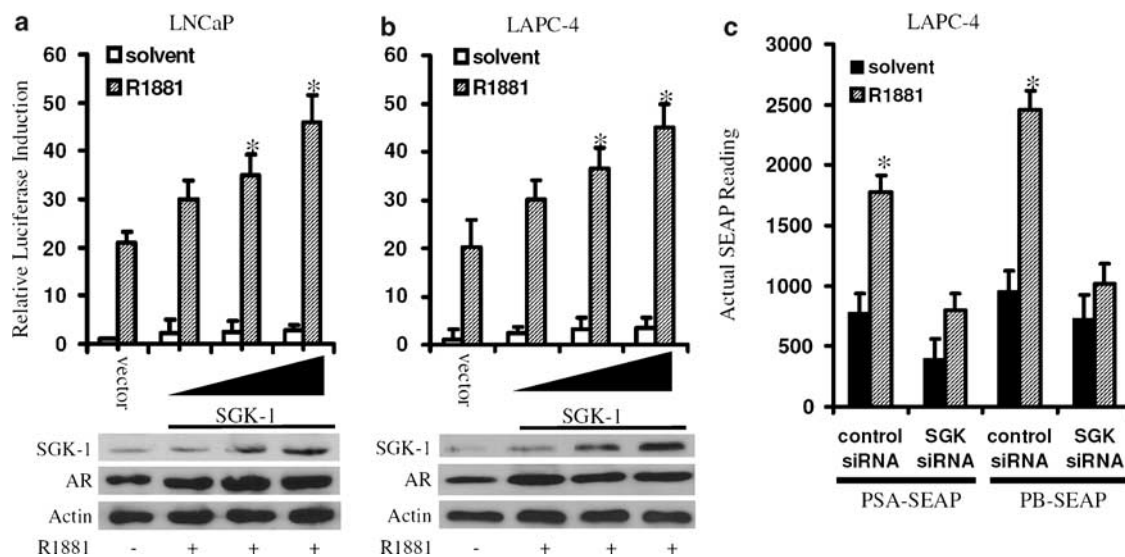 a
LNCaP
Relative Luciferase Induction
60
50
40
30
20
10
0
solvent
R1881
*
*
vector
SGK-1
SGK-1
AR
Actin
R1881 - + + +
b
LAPC-4
60
50
40
30
20
10
0
solvent
R1881
*
*
vector
SGK-1
SGK-1
AR
Actin
R1881 - + + +
c
LAPC-4
Actual SEAP Reading
3000
2500
2000
1500
1000
500
0
solvent
R1881
*
*
control siRNA
SGK siRNA
control siRNA
SGK siRNA
PSA-SEAP
PB-SEAP